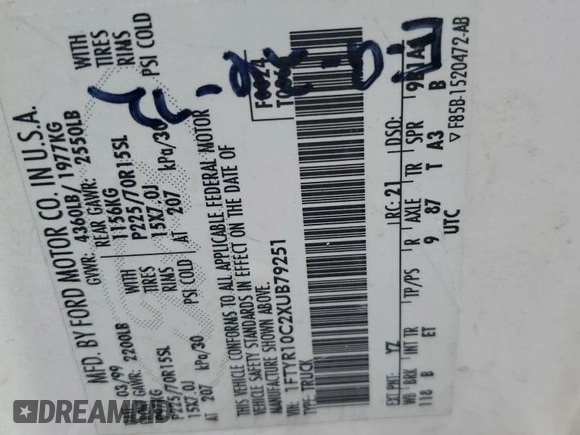 MFD. BY FORD MOTOR CO. IN U.S.A.
03/99 GVWR: 4360LB/ 1977KG
GAWR: 2200LB REAR GAWR: 2550LB
WITH 1136KG WITH
P225/70R15SL TIRES P225/70R15SL TIRES
15X7.0J RIMS 15X7.0J RIMS
AT 207 kPa/30 PSI COLD AT 207 kPa/30 PSI COLD
THIS VEHICLE CONFORMS TO ALL APPLICABLE FEDERAL MOTOR
VEHICLE SAFETY STANDARDS IN EFFECT ON THE DATE OF
MANUFACTURE SHOWN ABOVE.
VIN: 1FTYR10C2XUB79251
TYPE: TRUCK
F0024
EXT PNT: YZ RC: 21 DSO:
WB BRK INT TR TP/PS R AXLE TR SPR
118 B ET 9 87 T A3 B
UTC
▽ F85B-1520472-AB
DREAMBID